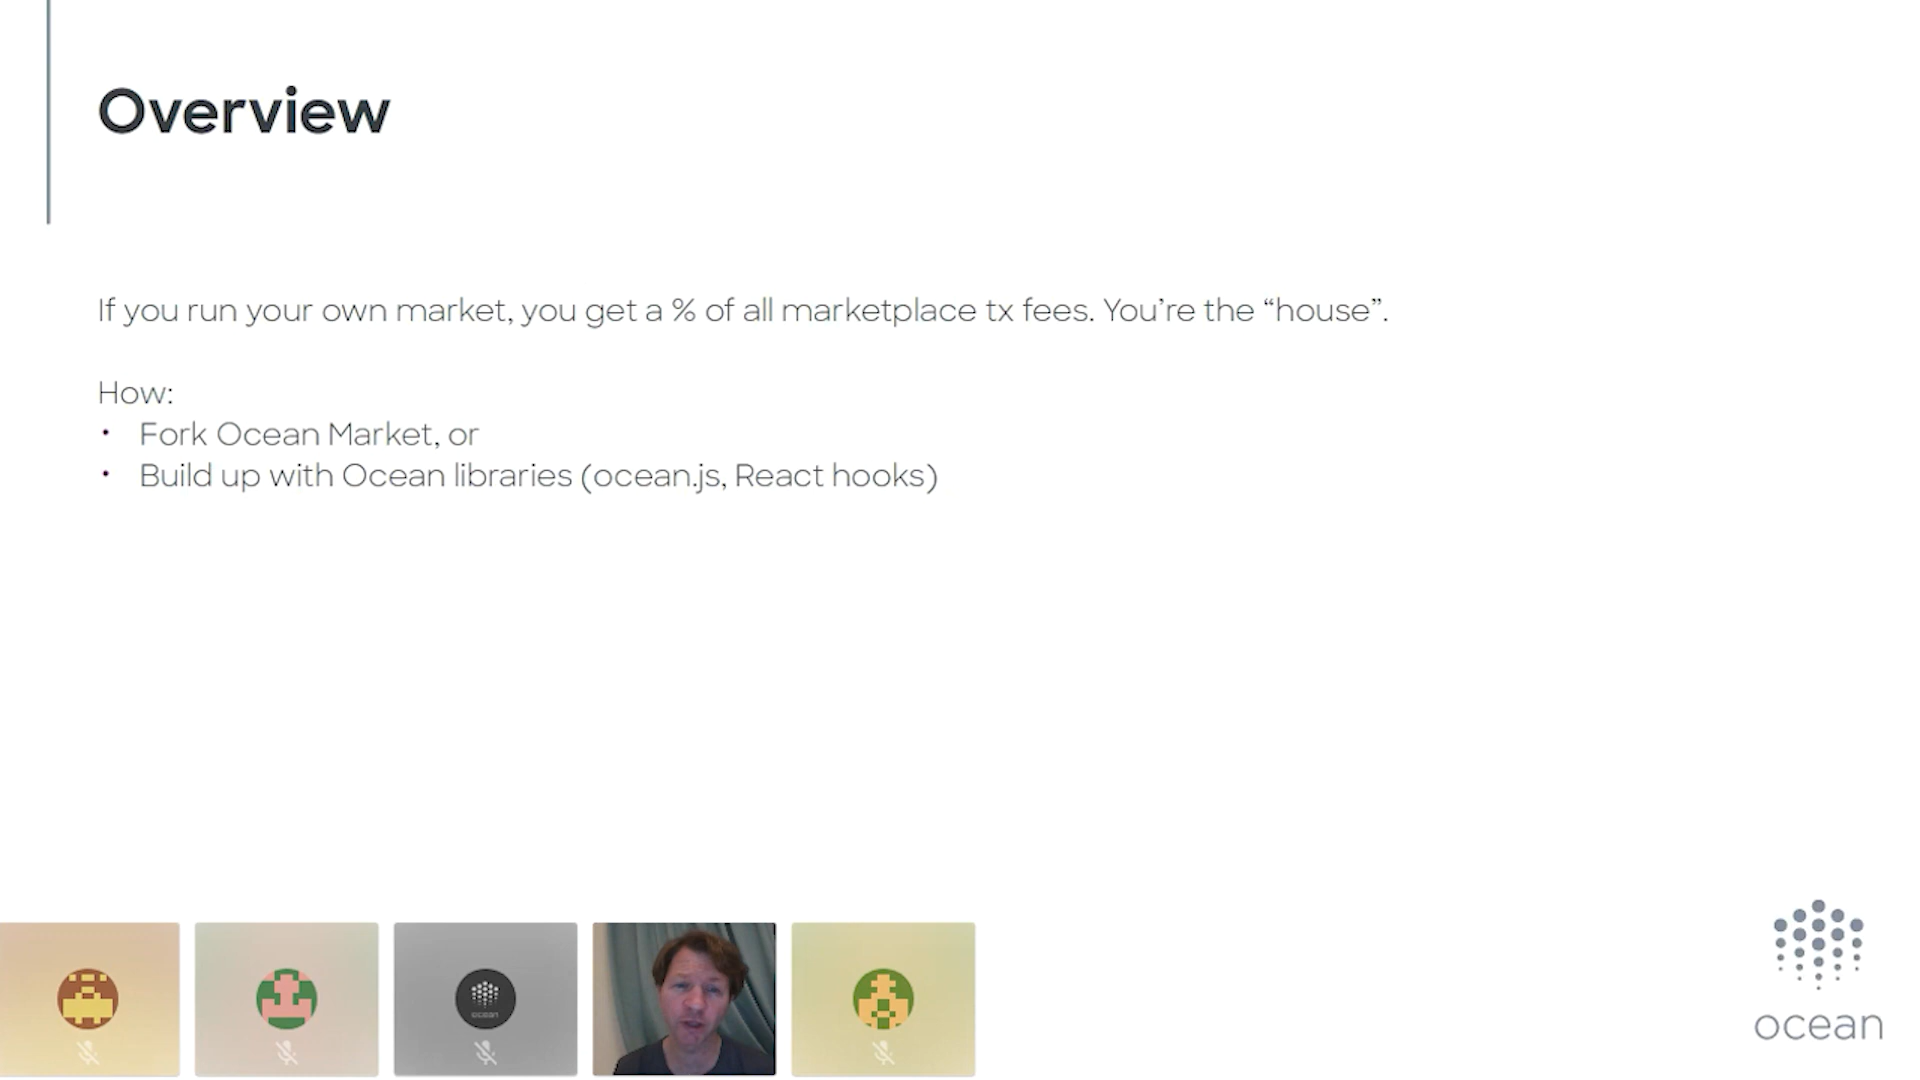 Overview
If you run your own market, you get a % of all marketplace tx fees. You’re the “house”.
How:
• Fork Ocean Market, or
• Build up with Ocean libraries (ocean.js, React hooks)
ocean
ocean